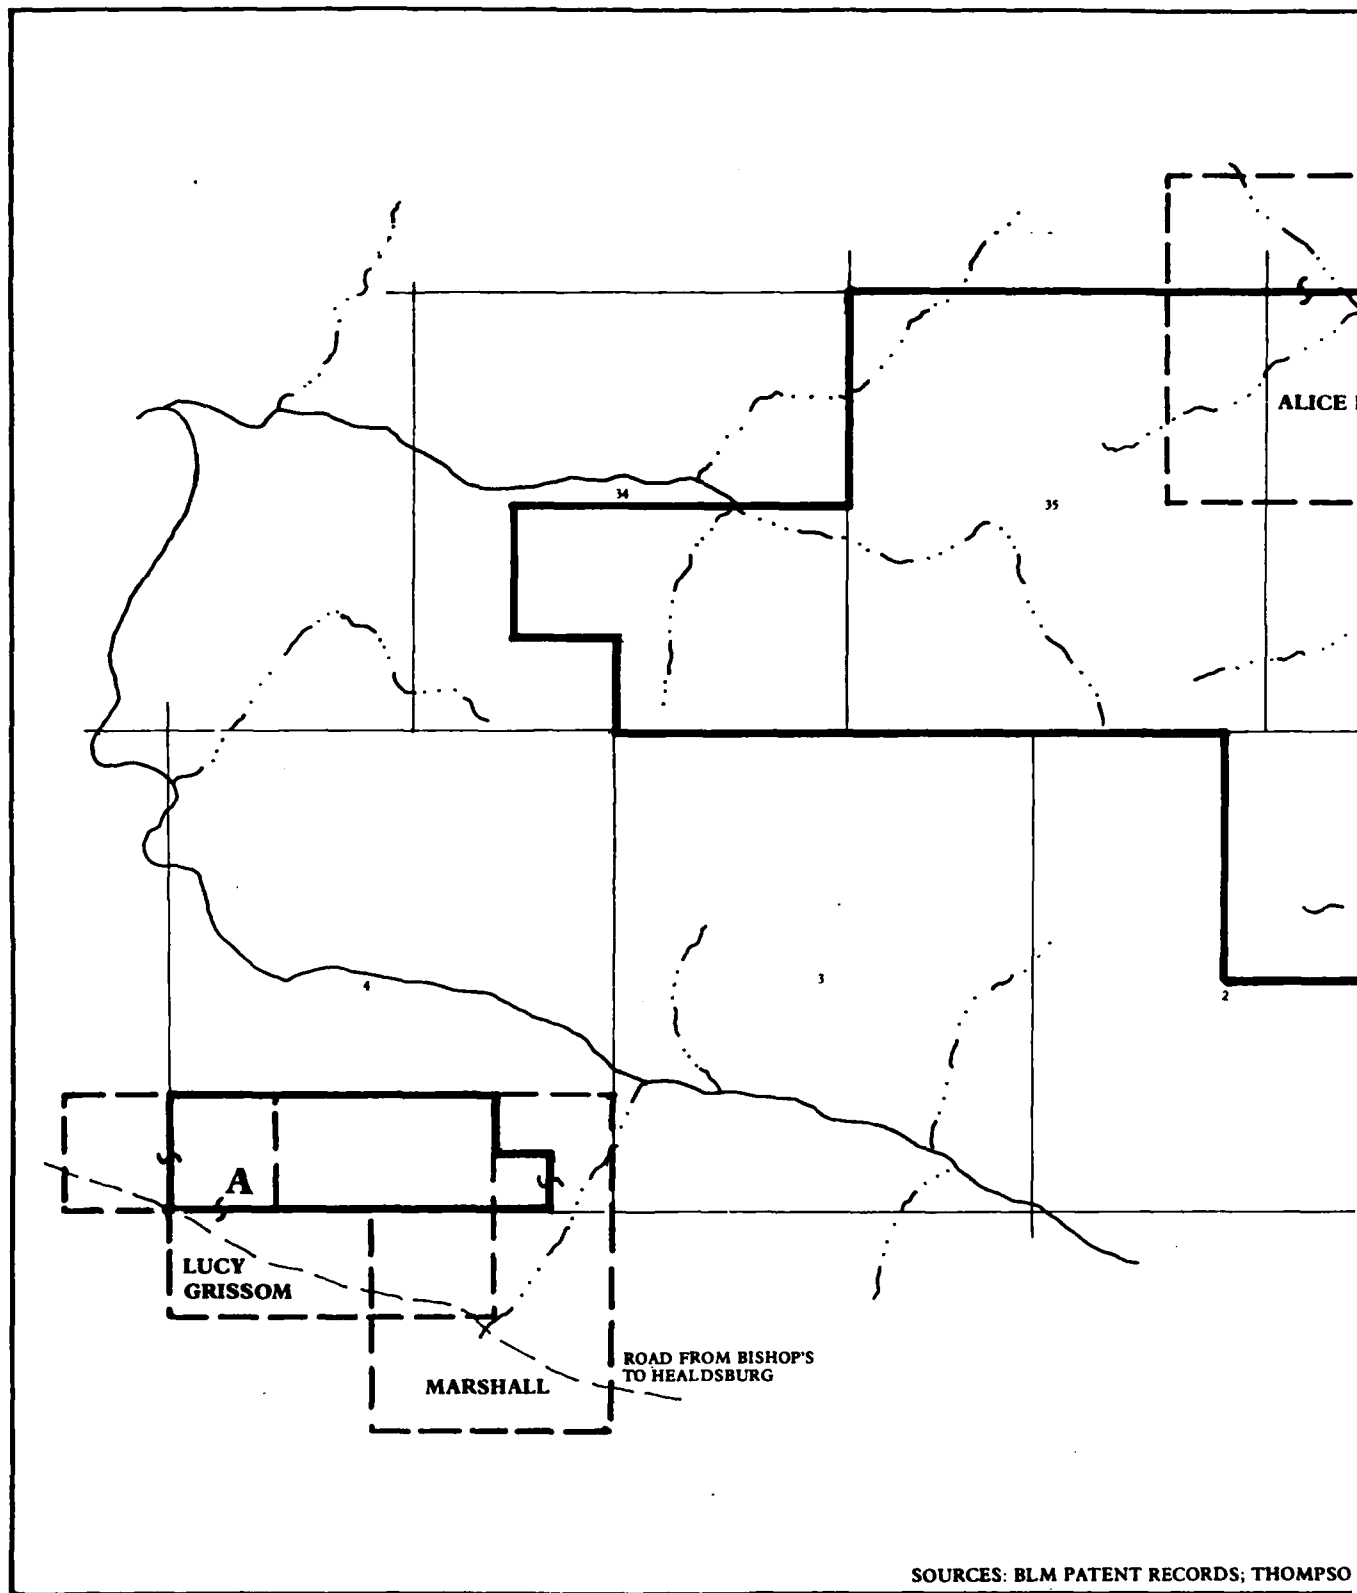 ALICE
34
35
4
3
2
A
LUCY
GRISSOM
ROAD FROM BISHOP'S
TO HEALDSBURG
MARSHALL
SOURCES: BLM PATENT RECORDS; THOMPSO